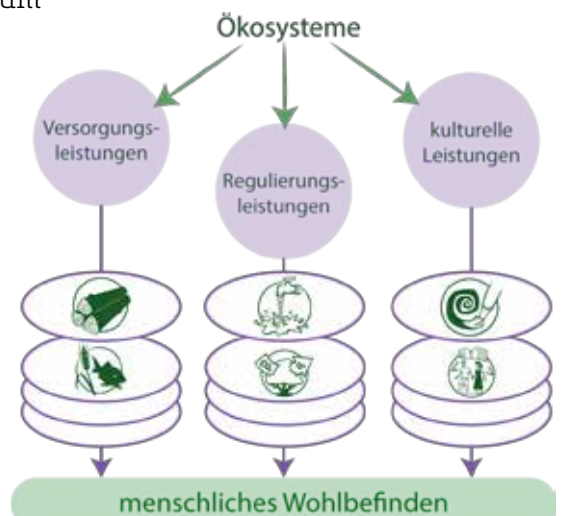 Ökosysteme
Versorgungs-
leistungen
Regulierungs-
leistungen
kulturelle
Leistungen
menschliches Wohlbefinden